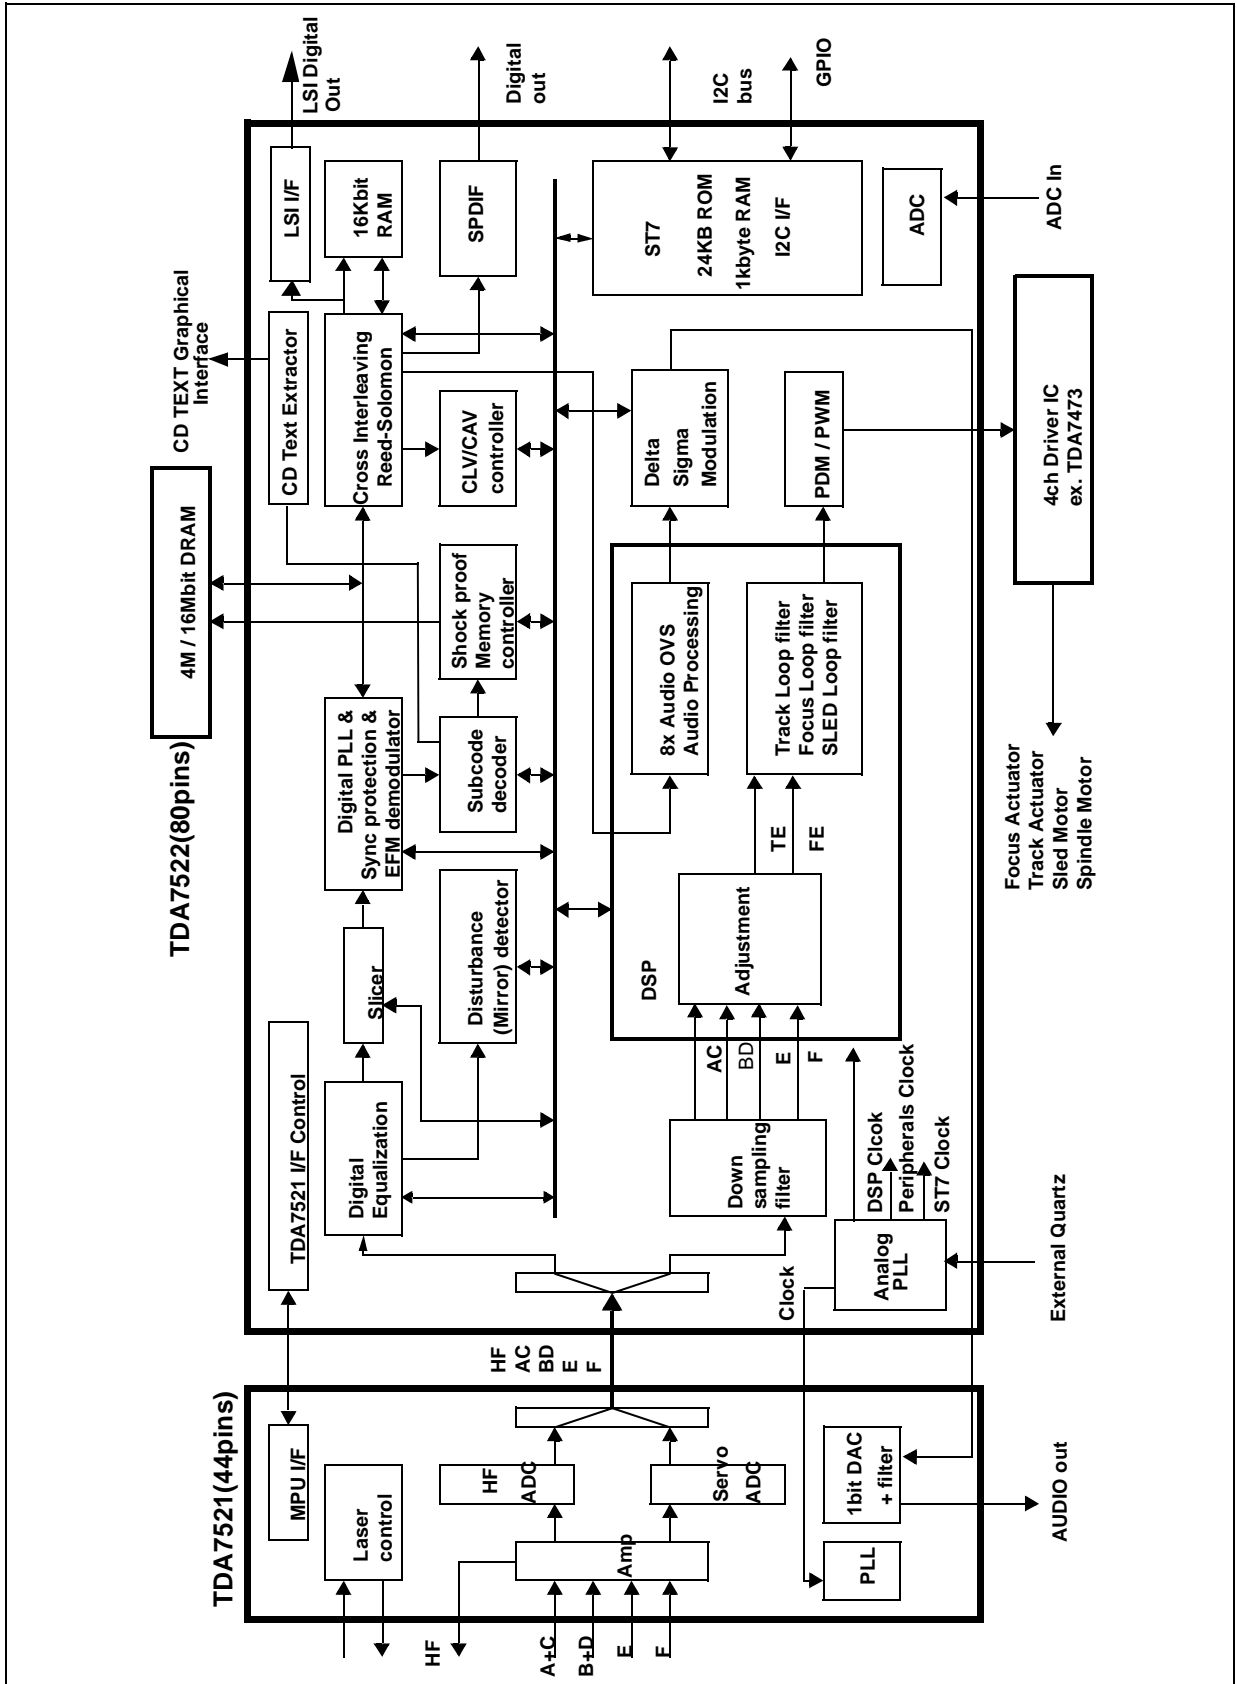 TDA7521(44pins)
MPU I/F
Laser
control
HF
ADC
Servo
ADC
Amp
1bit DAC
+ filter
PLL
HF
A+C
B+D
E
F
AUDIO out
HF
AC
BD
E
F
TDA7522(80pins)
4M / 16Mbit DRAM
CD TEXT Graphical
Interface
LSI Digital
Out
Digital
out
I2C
bus
GPIO
TDA7521 I/F Control
CD Text Extractor
LSI I/F
Digital
Equalization
Slicer
Digital PLL &
Sync protection &
EFM demodulator
Cross Interleaving
Reed-Solomon
16Kbit
RAM
Disturbance
(Mirror) detector
Subcode
decoder
Shock proof
Memory
controller
CLV/CAV
controller
SPDIF
ST7
24KB ROM
1kbyte RAM
I2C I/F
ADC
ADC In
DSP
8x Audio OVS
Audio Processing
Delta
Sigma
Modulation
Down
sampling
filter
AC
BD
E
F
Adjustment
TE
FE
Track Loop filter
Focus Loop filter
SLED Loop filter
PDM / PWM
Clock
Analog
PLL
DSP Clcok
Peripherals Clock
ST7 Clock
External Quartz
4ch Driver IC
ex. TDA7473
Focus Actuator
Track Actuator
Sled Motor
Spindle Motor